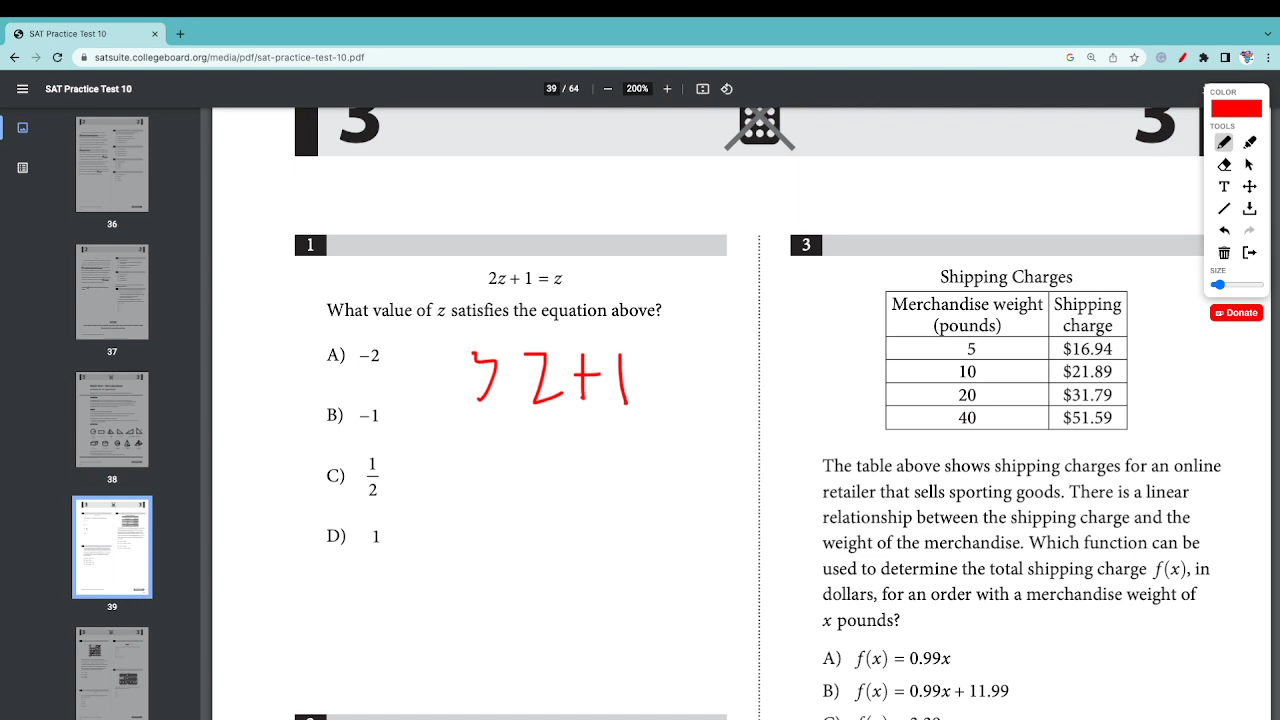 SAT Practice Test 10
satsuite.collegeboard.org/media/pdf/sat-practice-test-10.pdf
SAT Practice Test 10
39 / 64
200%
COLOR
TOOLS
T
SIZE
Donate
36
37
38
39
3
3
1
2z + 1 = z
What value of z satisfies the equation above?
A) −2
B) −1
C) 1/2
D) 1
2z+1
3
Shipping Charges
Merchandise weight (pounds) Shipping charge
5 $16.94
10 $21.89
20 $31.79
40 $51.59
The table above shows shipping charges for an online
retailer that sells sporting goods. There is a linear
relationship between the shipping charge and the
weight of the merchandise. Which function can be
used to determine the total shipping charge f(x), in
dollars, for an order with a merchandise weight of
x pounds?
A) f(x) = 0.99x
B) f(x) = 0.99x + 11.99